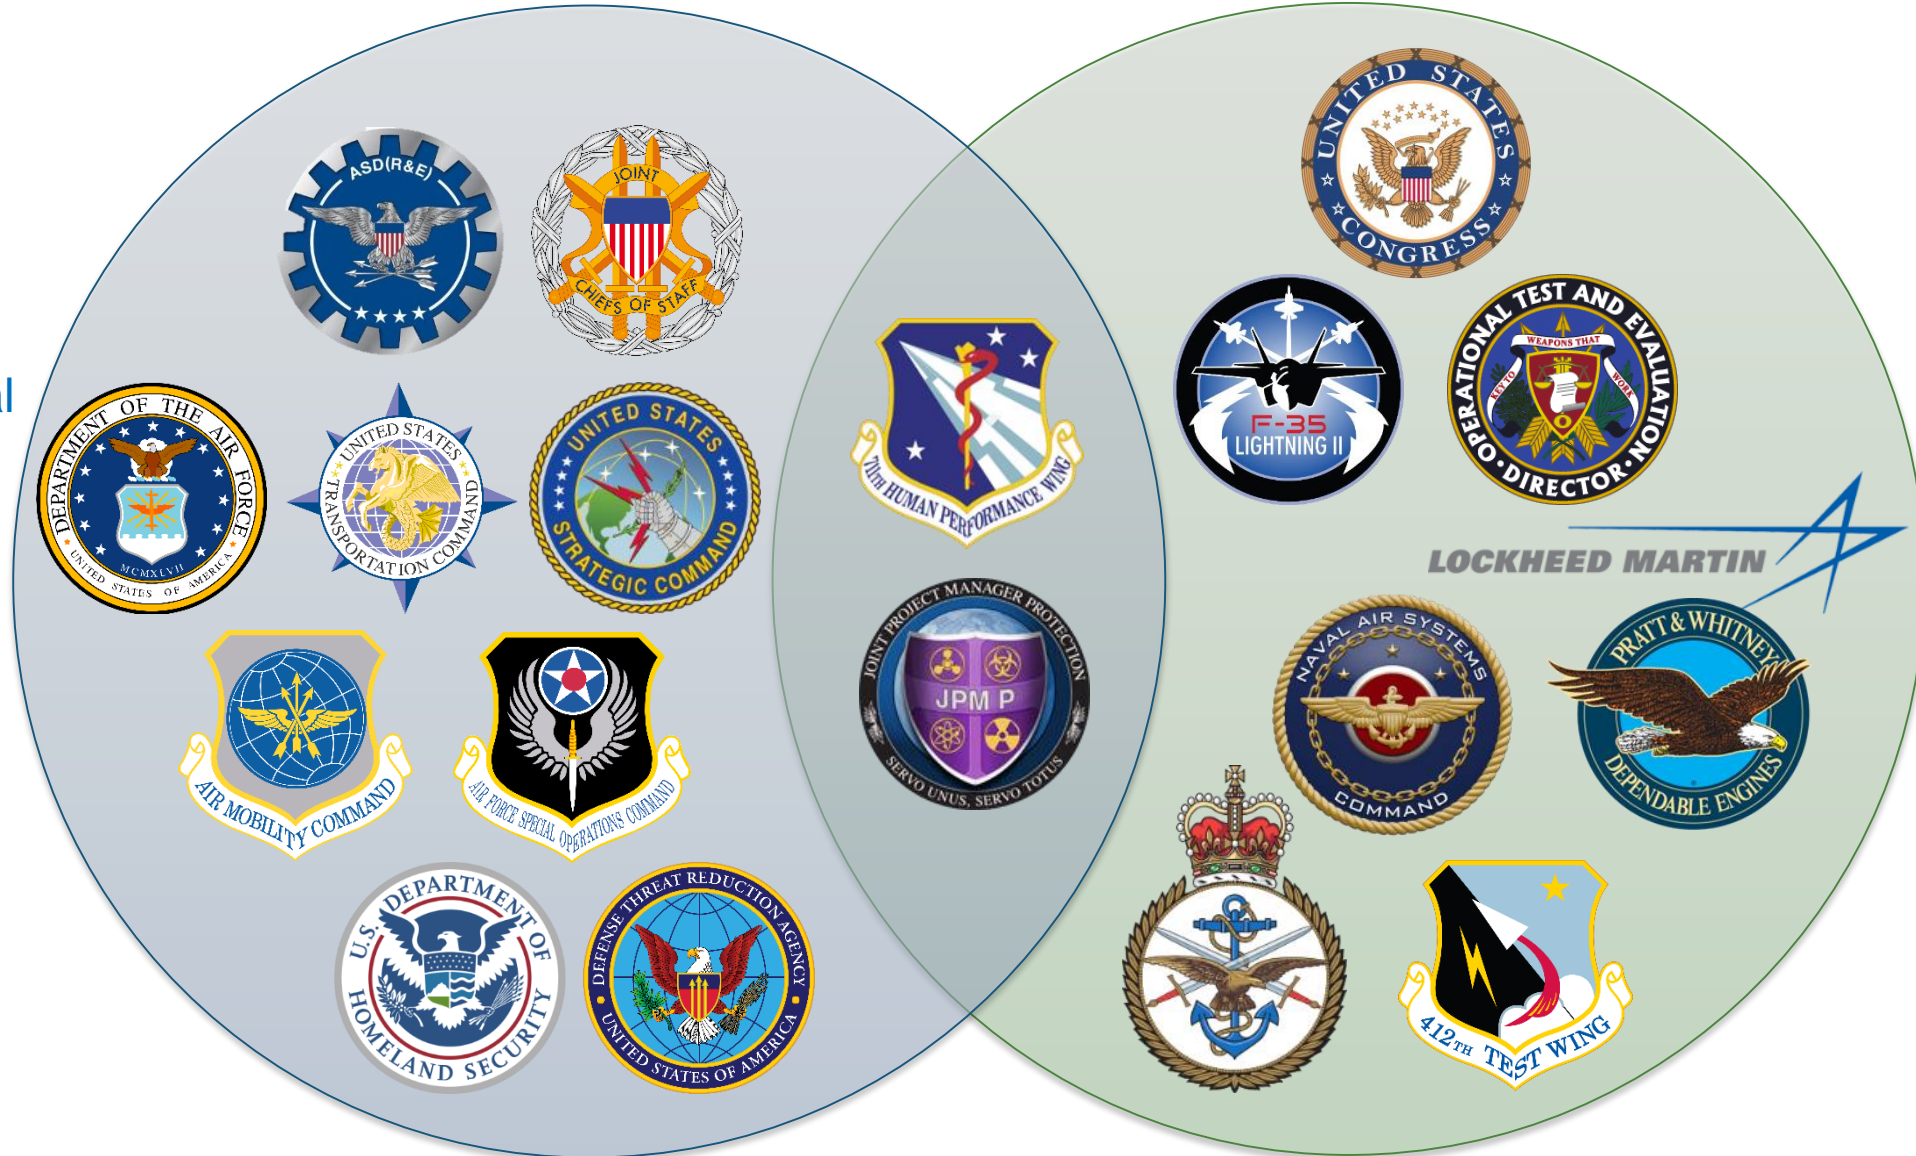 ASD(R&E)
JOINT
CHIEFS OF STAFF
al
DEPARTMENT OF THE AIR FORCE
MCMXLVII
UNITED STATES OF AMERICA
UNITED STATES
TRANSPORTATION COMMAND
UNITED STATES
STRATEGIC COMMAND
AIR MOBILITY COMMAND
AIR FORCE SPECIAL OPERATIONS COMMAND
U.S. DEPARTMENT OF
HOMELAND SECURITY
DEFENSE THREAT REDUCTION AGENCY
UNITED STATES OF AMERICA
711TH HUMAN PERFORMANCE WING
JOINT PROJECT MANAGER PROTECTION
JPM P
SERVO UNUS, SERVO TOTUS
UNITED STATES
CONGRESS
F-35
LIGHTNING II
OPERATIONAL TEST AND EVALUATION
KEY TO
WEAPONS THAT
WORK
DIRECTOR
LOCKHEED MARTIN
NAVAL AIR SYSTEMS
COMMAND
PRATT & WHITNEY
DEPENDABLE ENGINES
412TH TEST WING